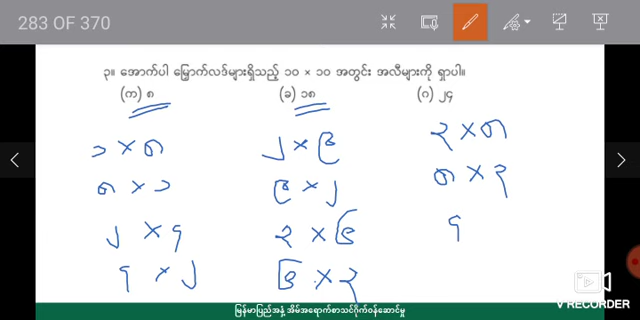 283 OF 370
၃။ အောက်ပါ မြှောက်လဒ်များရှိသည့် ၁၀ × ၁၀ အတွင်း အလီများကို ရှာပါ။
(က) ၈ (ခ) ၁၈ (ဂ) ၂၄
၁ × ၈ ၂ × ၉ ၃ × ၈
၈ × ၁ ၉ × ၂ ၈ × ၃
၂ × ၄ ၃ × ၆ ၄
၄ × ၂ ၆ × ၃
မြန်မာပြည်အနှံ့ အိမ်အရောက်စာသင်ဝိုက်ဝန်ဆောင်မှု
V RECORDER